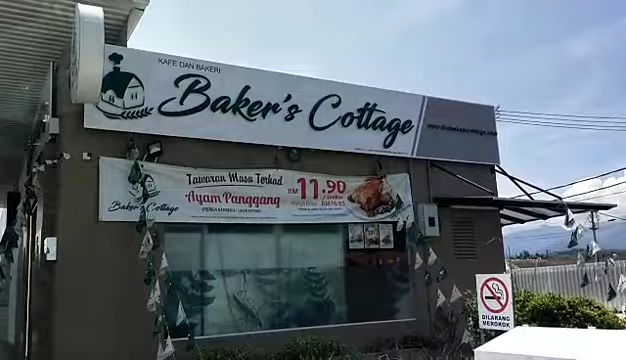 KAFE DAN BAKERI
Baker's Cottage
Tawaran Masa Terhad
Ayam Panggang
RM 11.90
Baker's Cottage
DILARANG
MEROKOK